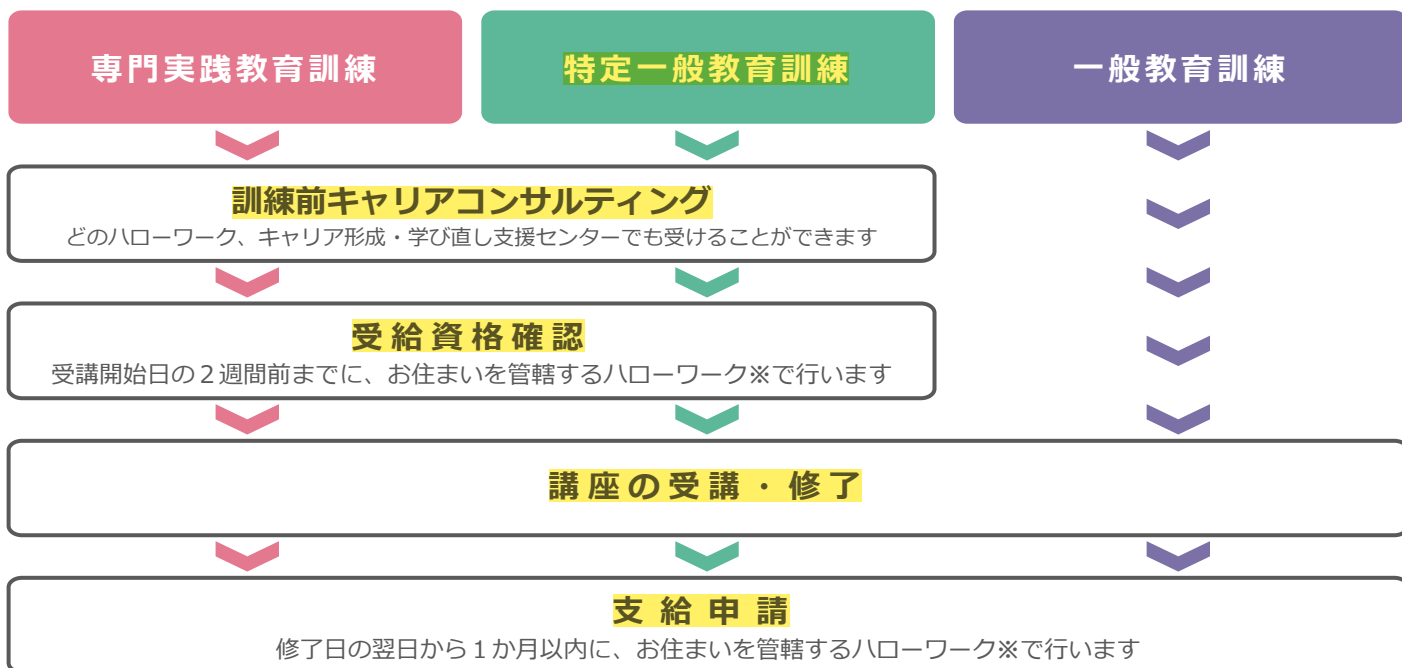 専門実践教育訓練
特定一般教育訓練
一般教育訓練
訓練前キャリアコンサルティング
どのハローワーク、キャリア形成・学び直し支援センターでも受けることができます
受給資格確認
受講開始日の２週間前までに、お住まいを管轄するハローワーク※で行います
講座の受講・修了
支給申請
修了日の翌日から１か月以内に、お住まいを管轄するハローワーク※で行います